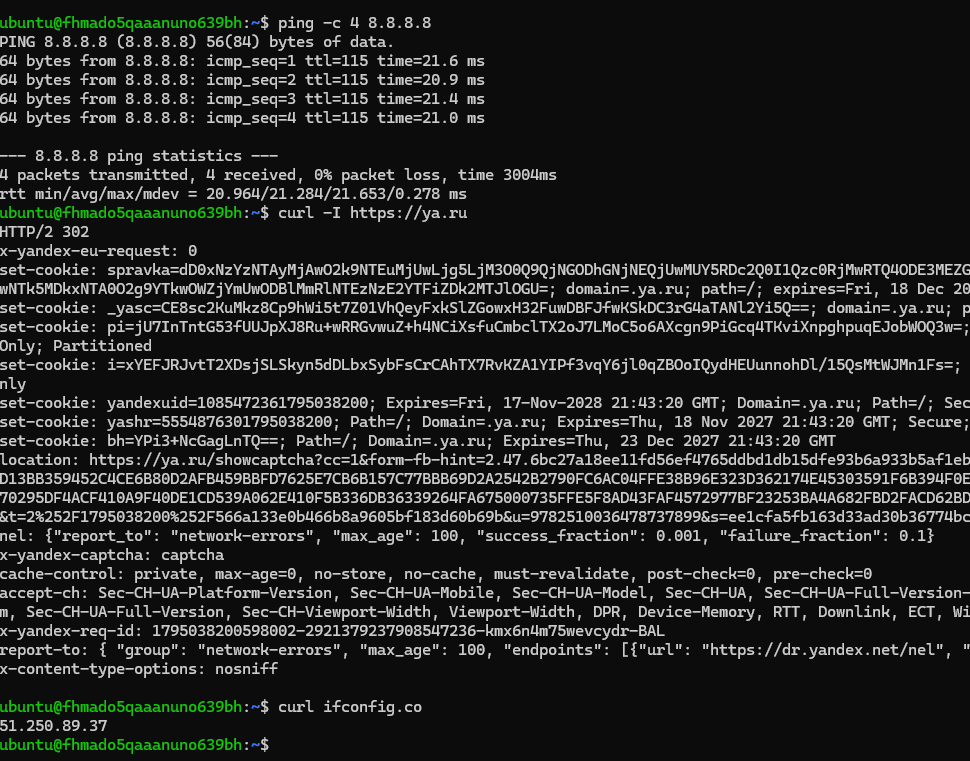 ubuntu@fhmado5qaaanuno639bh:~$ ping -c 4 8.8.8.8
PING 8.8.8.8 (8.8.8.8) 56(84) bytes of data.
64 bytes from 8.8.8.8: icmp_seq=1 ttl=115 time=21.6 ms
64 bytes from 8.8.8.8: icmp_seq=2 ttl=115 time=20.9 ms
64 bytes from 8.8.8.8: icmp_seq=3 ttl=115 time=21.4 ms
64 bytes from 8.8.8.8: icmp_seq=4 ttl=115 time=21.0 ms
--- 8.8.8.8 ping statistics ---
4 packets transmitted, 4 received, 0% packet loss, time 3004ms
rtt min/avg/max/mdev = 20.964/21.284/21.653/0.278 ms
ubuntu@fhmado5qaaanuno639bh:~$ curl -I https://ya.ru
HTTP/2 302
x-yandex-eu-request: 0
set-cookie: spravka=dD0xNzYzNTAyMjAwO2k9NTEuMjUwLjg5LjM3O0Q9QjNGODhGNjNEQjUwMUY5RDc2Q0I1Qzc0RjMwRTQ4ODE3MEZG
wNTk5MDkxNTA0O2g9YTkwOWZjYmUwODBlMmRlNTEzNzE2YTFiZDk2MTJlOGU=; domain=.ya.ru; path=/; expires=Fri, 18 Dec 20
set-cookie: _yasc=CE8sc2KuMkz8Cp9hWi5t7Z01VhQeyFxkSlZGowxH32FuwDBFJfwKSkDC3rG4aTANl2Yi5Q==; domain=.ya.ru; p
set-cookie: pi=jU7InTntG53fUUJpXJ8Ru+wRRGvwuZ+h4NCiXsfuCmbclTX2oJ7LMoC5o6AXcgn9PiGcq4TKviXnpghpuqEJobWOQ3w=;
Only; Partitioned
set-cookie: i=xYEFJRJvtT2XDsjSLSkyn5dDLbxSybFsCrCAhTX7RvKZA1YIPf3vqY6jl0qZBOoIQydHEUunnohDl/15QsMtWJMn1Fs=;
nly
set-cookie: yandexuid=1085472361795038200; Expires=Fri, 17-Nov-2028 21:43:20 GMT; Domain=.ya.ru; Path=/; Sec
set-cookie: yashr=5554876301795038200; Path=/; Domain=.ya.ru; Expires=Thu, 18 Nov 2027 21:43:20 GMT; Secure;
set-cookie: bh=YPi3+NcGagLnTQ==; Path=/; Domain=.ya.ru; Expires=Thu, 23 Dec 2027 21:43:20 GMT
location: https://ya.ru/showcaptcha?cc=1&form-fb-hint=2.47.6bc27a18ee11fd56ef4765ddbd1db15dfe93b6a933b5af1eb
D13BB359452C4CE6B80D2AFB459BBFD7625E7CB6B157C77BBB69D2A2542B2790FC6AC04FFE38B96E323D362174E45303591F6B394F0E
70295DF4ACF410A9F40DE1CD539A062E410F5B336DB36339264FA675000735FFE5F8AD43FAF4572977BF23253BA4A682FBD2FACD62BD
&t=2%252F1795038200%252F566a133e0b466b8a9605bf183d60b69b&u=9782510036478737899&s=ee1cfa5fb163d33ad30b36774bc
nel: {"report_to": "network-errors", "max_age": 100, "success_fraction": 0.001, "failure_fraction": 0.1}
x-yandex-captcha: captcha
cache-control: private, max-age=0, no-store, no-cache, must-revalidate, post-check=0, pre-check=0
accept-ch: Sec-CH-UA-Platform-Version, Sec-CH-UA-Mobile, Sec-CH-UA-Model, Sec-CH-UA, Sec-CH-UA-Full-Version-
m, Sec-CH-UA-Full-Version, Sec-CH-Viewport-Width, Viewport-Width, DPR, Device-Memory, RTT, Downlink, ECT, Wi
x-yandex-req-id: 1795038200598002-2921379237908547236-kmx6n4m75wevcydr-BAL
report-to: { "group": "network-errors", "max_age": 100, "endpoints": [{"url": "https://dr.yandex.net/nel", "
x-content-type-options: nosniff
ubuntu@fhmado5qaaanuno639bh:~$ curl ifconfig.co
51.250.89.37
ubuntu@fhmado5qaaanuno639bh:~$